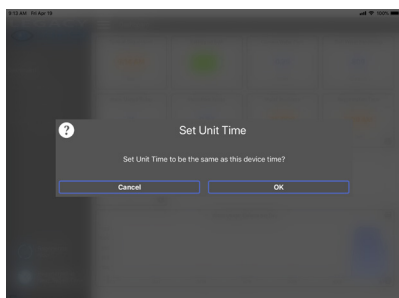 9:13 AM Fri Apr 19
100%
?
Set Unit Time
Set Unit Time to be the same as this device time?
Cancel
OK